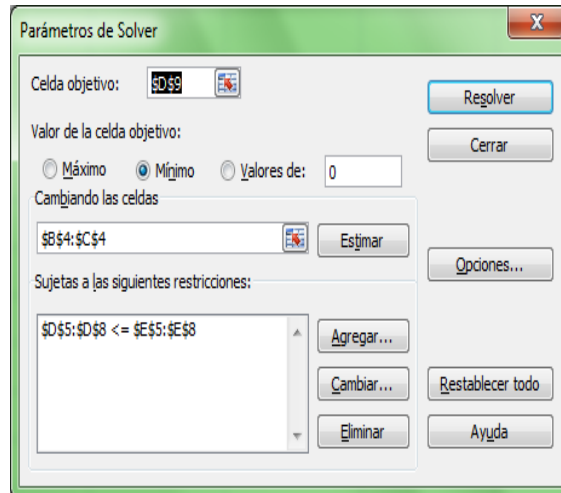 Parámetros de Solver
X
Celda objetivo: $D$9
Resolver
Valor de la celda objetivo:
Cerrar
Máximo Mínimo Valores de: 0
Cambiando las celdas
$B$4:$C$4 Estimar
Opciones...
Sujetas a las siguientes restricciones:
$D$5:$D$8 <= $E$5:$E$8
Agregar...
Cambiar... Restablecer todo
Eliminar Ayuda